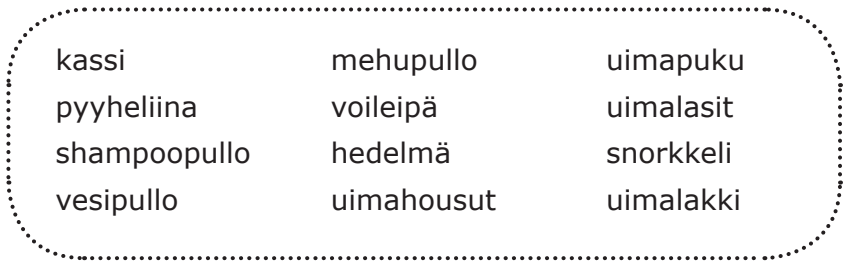 kassi mehupullo uimapuku
pyyheliina voileipä uimalasit
shampoopullo hedelmä snorkkeli
vesipullo uimahousut uimalakki